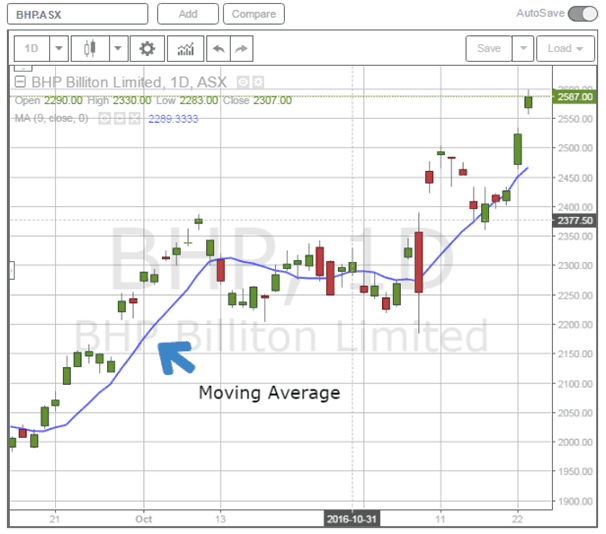 BHP.ASX Add Compare AutoSave
1D Save Load
BHP Billiton Limited, 1D, ASX
Open 2290.00 High 2330.00 Low 2283.00 Close 2307.00
MA (9, close, 0) 2289.3333
2600.00
2587.00
2550.00
2500.00
2450.00
2400.00
2377.50
2350.00
BHP, 1D
2300.00
2250.00
2200.00
BHP Billiton Limited
2150.00
Moving Average
2100.00
2050.00
2000.00
1950.00
1900.00
21 Oct 13 2016-10-31 11 22